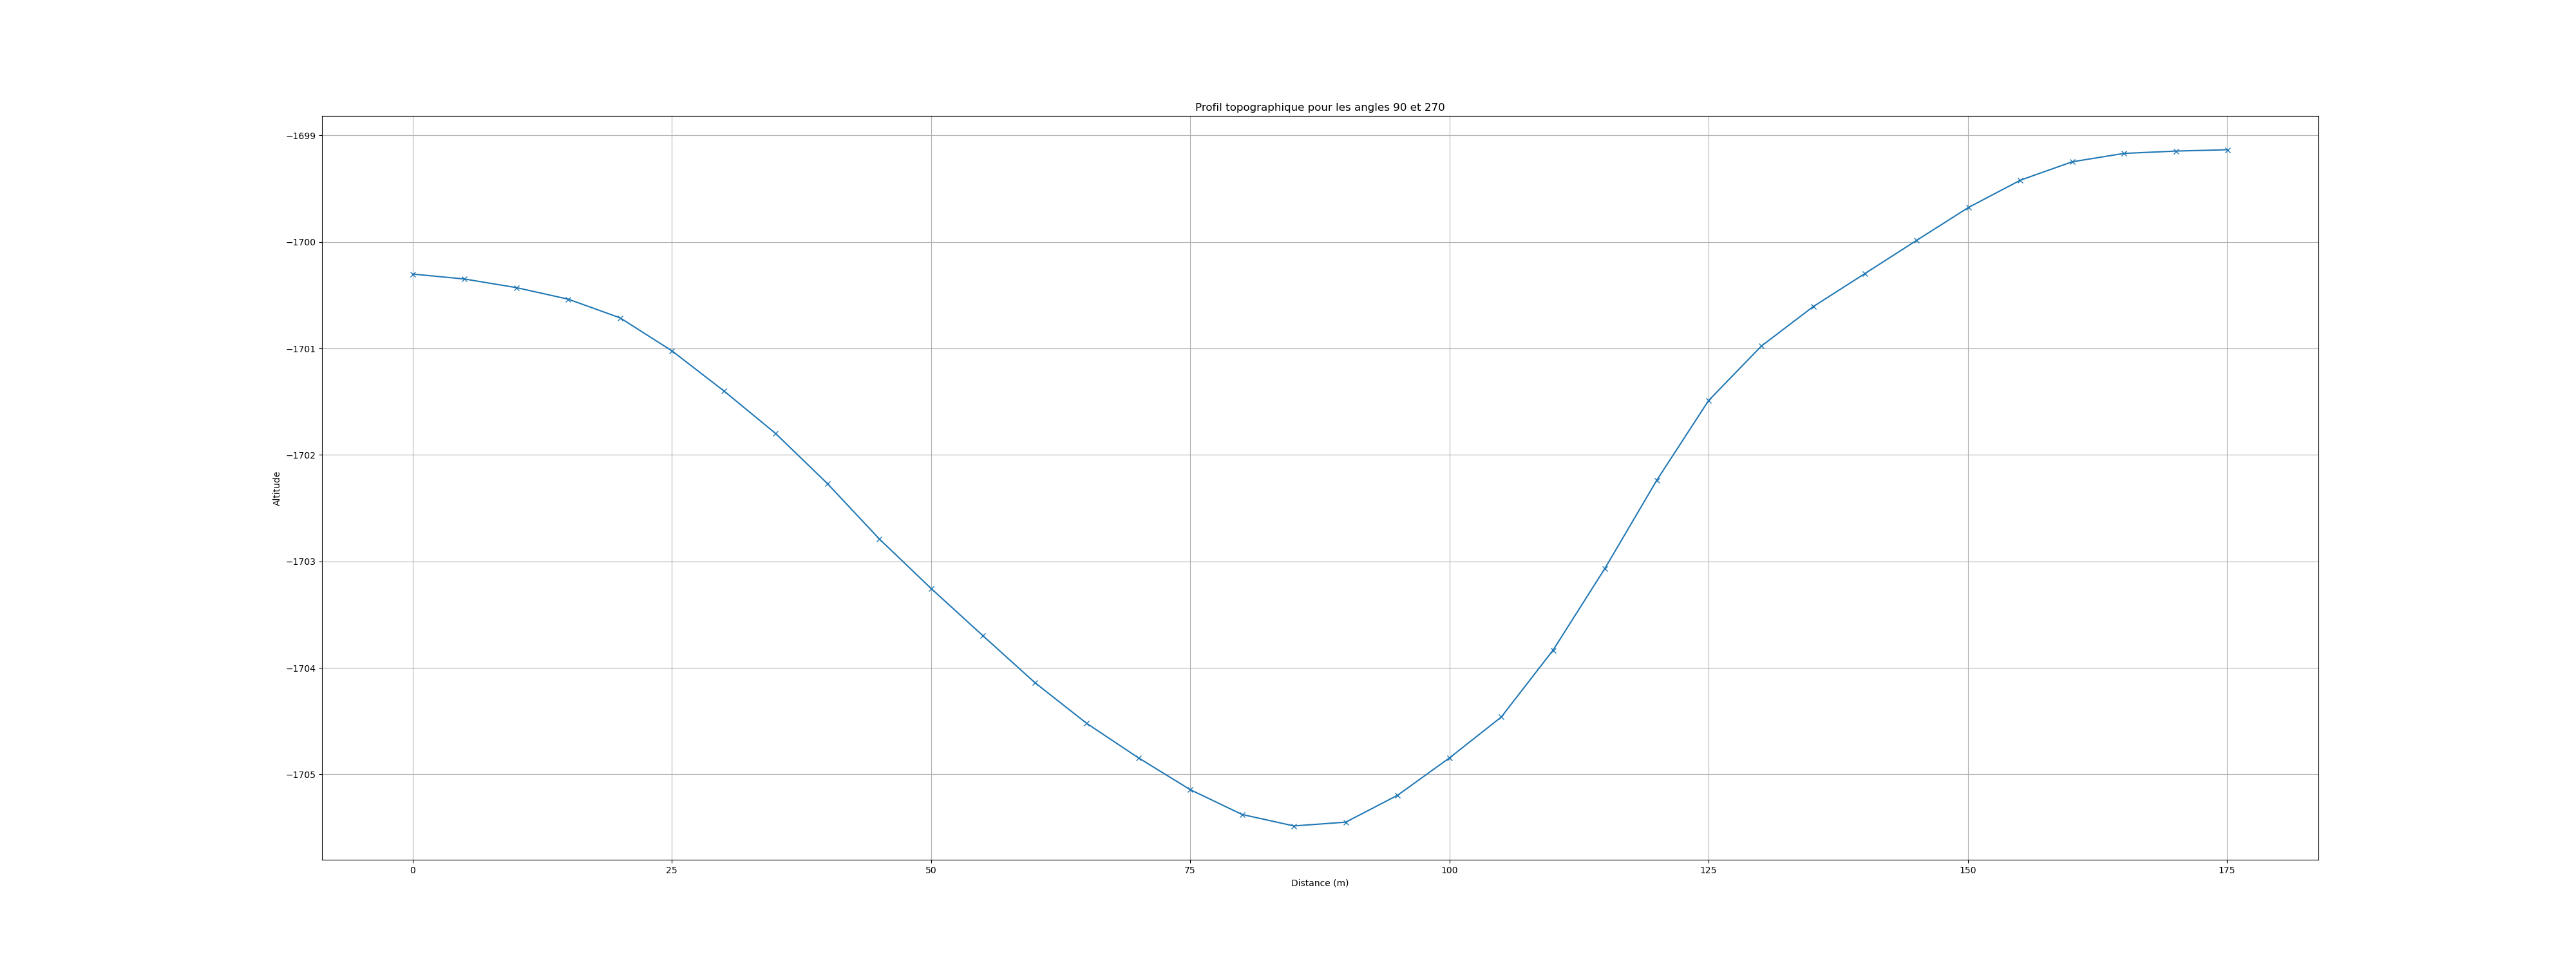 Profil topographique pour les angles 90 et 270
−1699
−1700
−1701
−1702
−1703
−1704
−1705
Altitude
0 25 50 75 100 125 150 175
Distance (m)